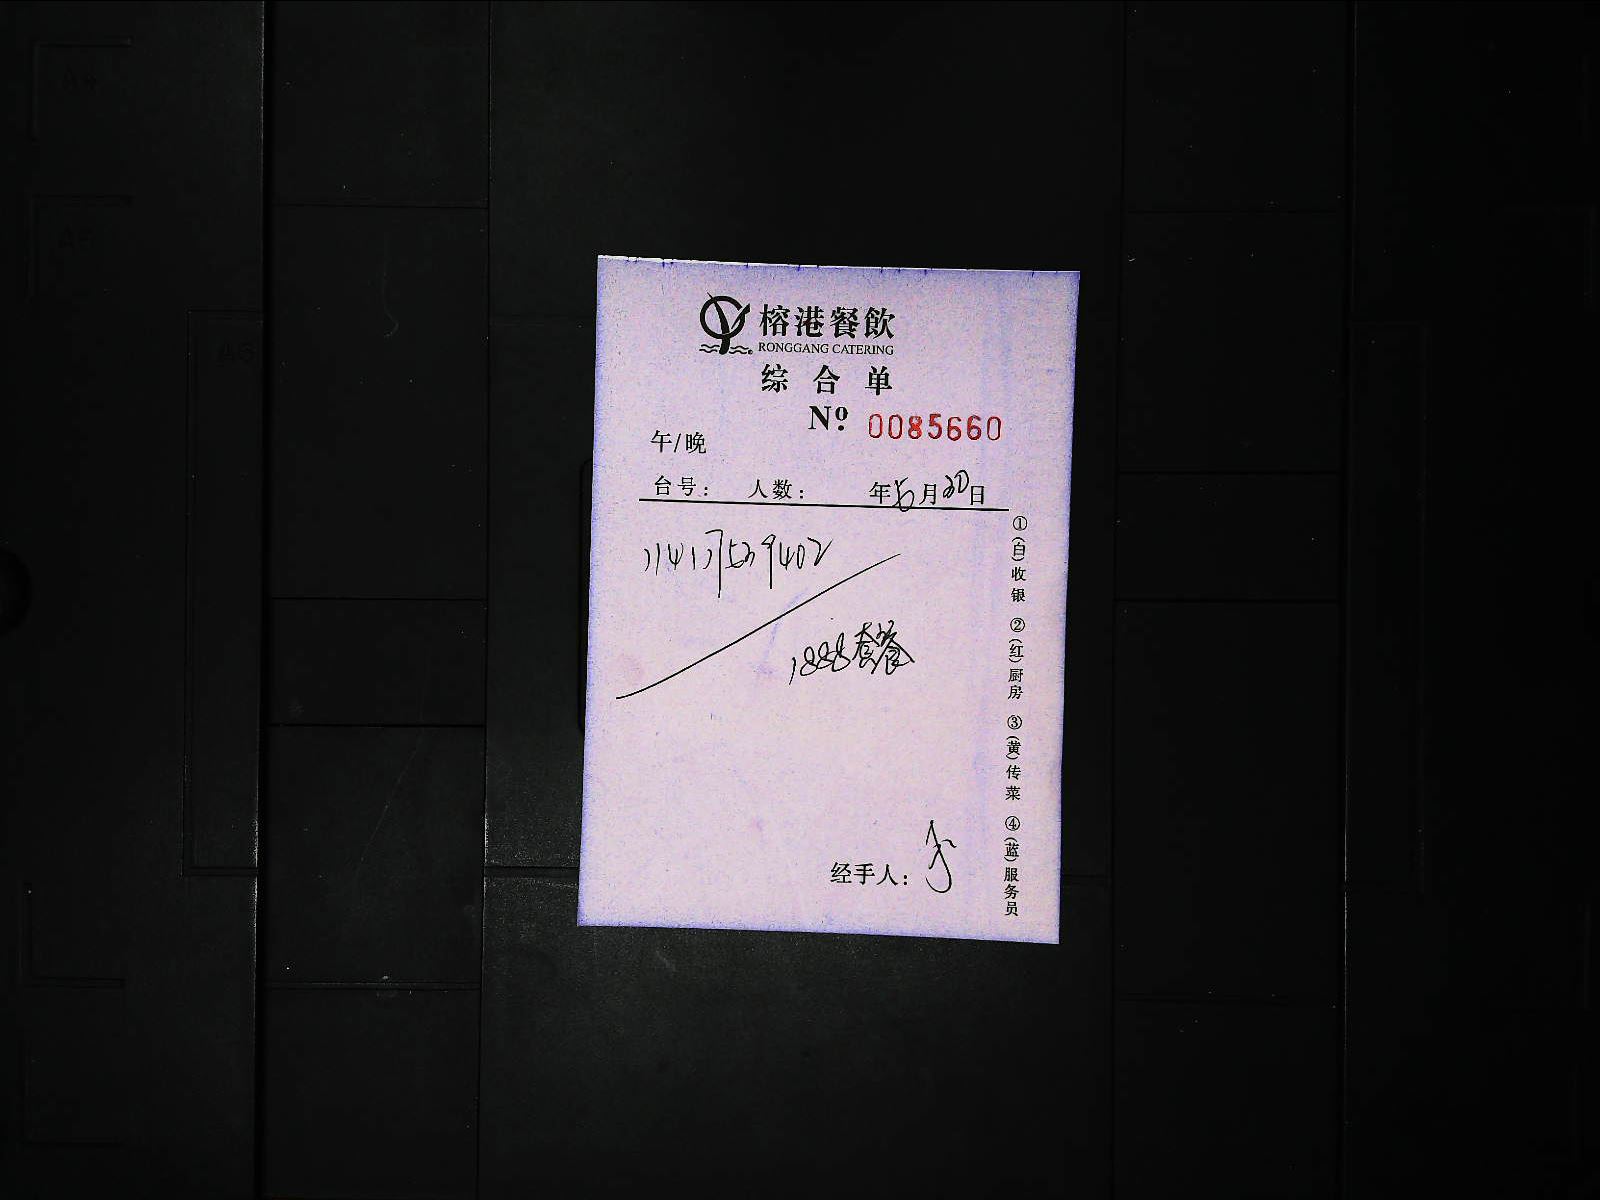 榕港餐飲
RONGGANG CATERING
综合单
Nº: 0085660
午/晚
台号: 人数: 年5月30日
1888套餐
经手人: 李
①(白)收银 ②(红)厨房 ③(黄)传菜 ④(蓝)服务员